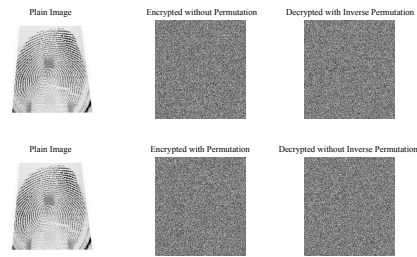 Plain Image Encrypted without Permutation Decrypted with Inverse Permutation
Plain Image Encrypted with Permutation Decrypted without Inverse Permutation